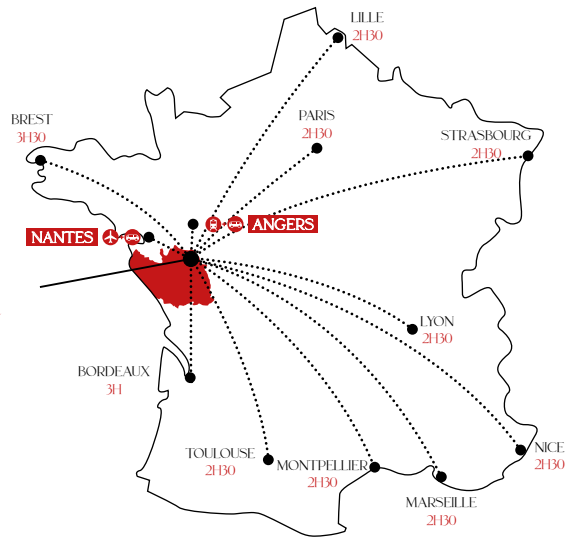 LILLE
2H30
BREST
3H30
PARIS
2H30
STRASBOURG
2H30
NANTES
ANGERS
LYON
2H30
BORDEAUX
3H
TOULOUSE
2H30
MONTPELLIER
2H30
NICE
2H30
MARSEILLE
2H30